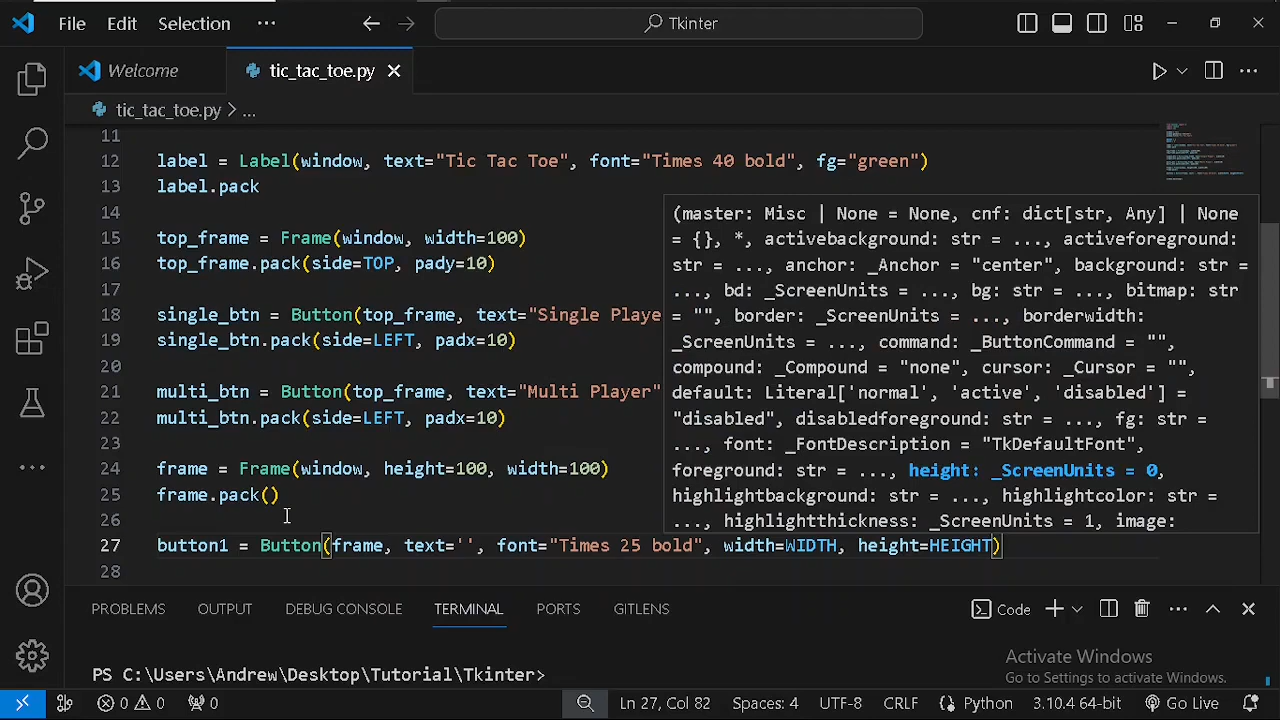 File Edit Selection ··· Tkinter
Welcome tic_tac_toe.py
tic_tac_toe.py > ...
11
12 label = Label(window, text="Tic Tac Toe", font="Times 40 bold", fg="green")
13 label.pack
14
15 top_frame = Frame(window, width=100)
16 top_frame.pack(side=TOP, pady=10)
17
18 single_btn = Button(top_frame, text="Single Playe
19 single_btn.pack(side=LEFT, padx=10)
20
21 multi_btn = Button(top_frame, text="Multi Player"
22 multi_btn.pack(side=LEFT, padx=10)
23
24 frame = Frame(window, height=100, width=100)
25 frame.pack()
26
27 button1 = Button(frame, text='', font="Times 25 bold", width=WIDTH, height=HEIGHT)
28
(master: Misc | None = None, cnf: dict[str, Any] | None
= {}, *, activebackground: str = ..., activeforeground:
str = ..., anchor: _Anchor = "center", background: str =
..., bd: _ScreenUnits = ..., bg: str = ..., bitmap: str
= "", border: _ScreenUnits = ..., borderwidth:
_ScreenUnits = ..., command: _ButtonCommand = "",
compound: _Compound = "none", cursor: _Cursor = "",
default: Literal['normal', 'active', 'disabled'] =
"disabled", disabledforeground: str = ..., fg: str =
..., font: _FontDescription = "TkDefaultFont",
foreground: str = ..., height: _ScreenUnits = 0,
highlightbackground: str = ..., highlightcolor: str =
..., highlightthickness: _ScreenUnits = 1, image:
PROBLEMS OUTPUT DEBUG CONSOLE TERMINAL PORTS GITLENS Code
PS C:\Users\Andrew\Desktop\Tutorial\Tkinter>
Activate Windows
Go to Settings to activate Windows.
0 0 0 Ln 27, Col 82 Spaces: 4 UTF-8 CRLF Python 3.10.4 64-bit Go Live